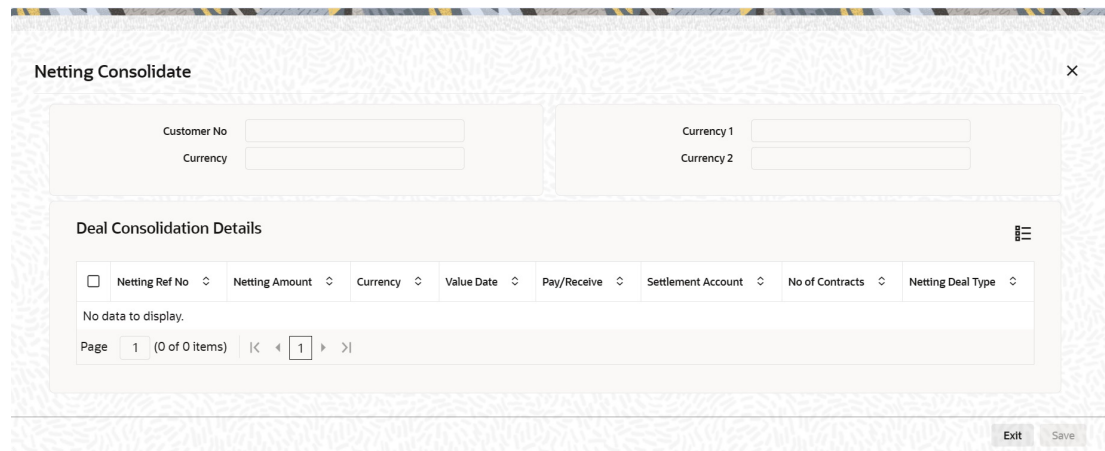 Netting Consolidate
Customer No
Currency
Currency 1
Currency 2
Deal Consolidation Details
Netting Ref No Netting Amount Currency Value Date Pay/Receive Settlement Account No of Contracts Netting Deal Type
No data to display.
Page 1 (0 of 0 items) 1
Exit Save